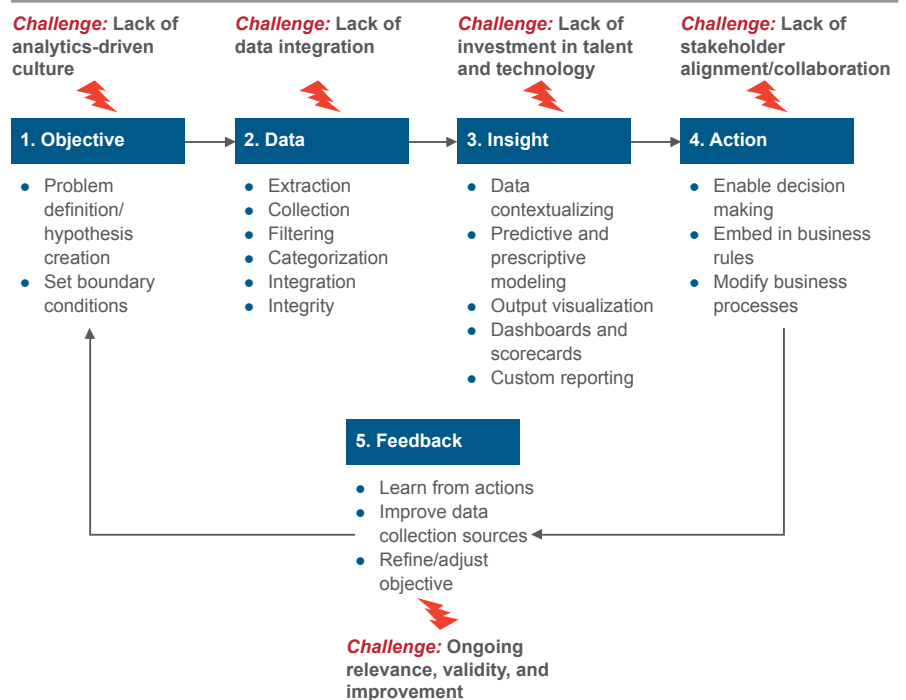 Challenge: Lack of
analytics-driven
culture
Challenge: Lack of
data integration
Challenge: Lack of
investment in talent
and technology
Challenge: Lack of
stakeholder
alignment/collaboration
1. Objective
● Problem
definition/
hypothesis
creation
● Set boundary
conditions
2. Data
● Extraction
● Collection
● Filtering
● Categorization
● Integration
● Integrity
3. Insight
● Data
contextualizing
● Predictive and
prescriptive
modeling
● Output visualization
● Dashboards and
scorecards
● Custom reporting
4. Action
● Enable decision
making
● Embed in business
rules
● Modify business
processes
5. Feedback
● Learn from actions
● Improve data
collection sources
● Refine/adjust
objective
Challenge: Ongoing
relevance, validity, and
improvement